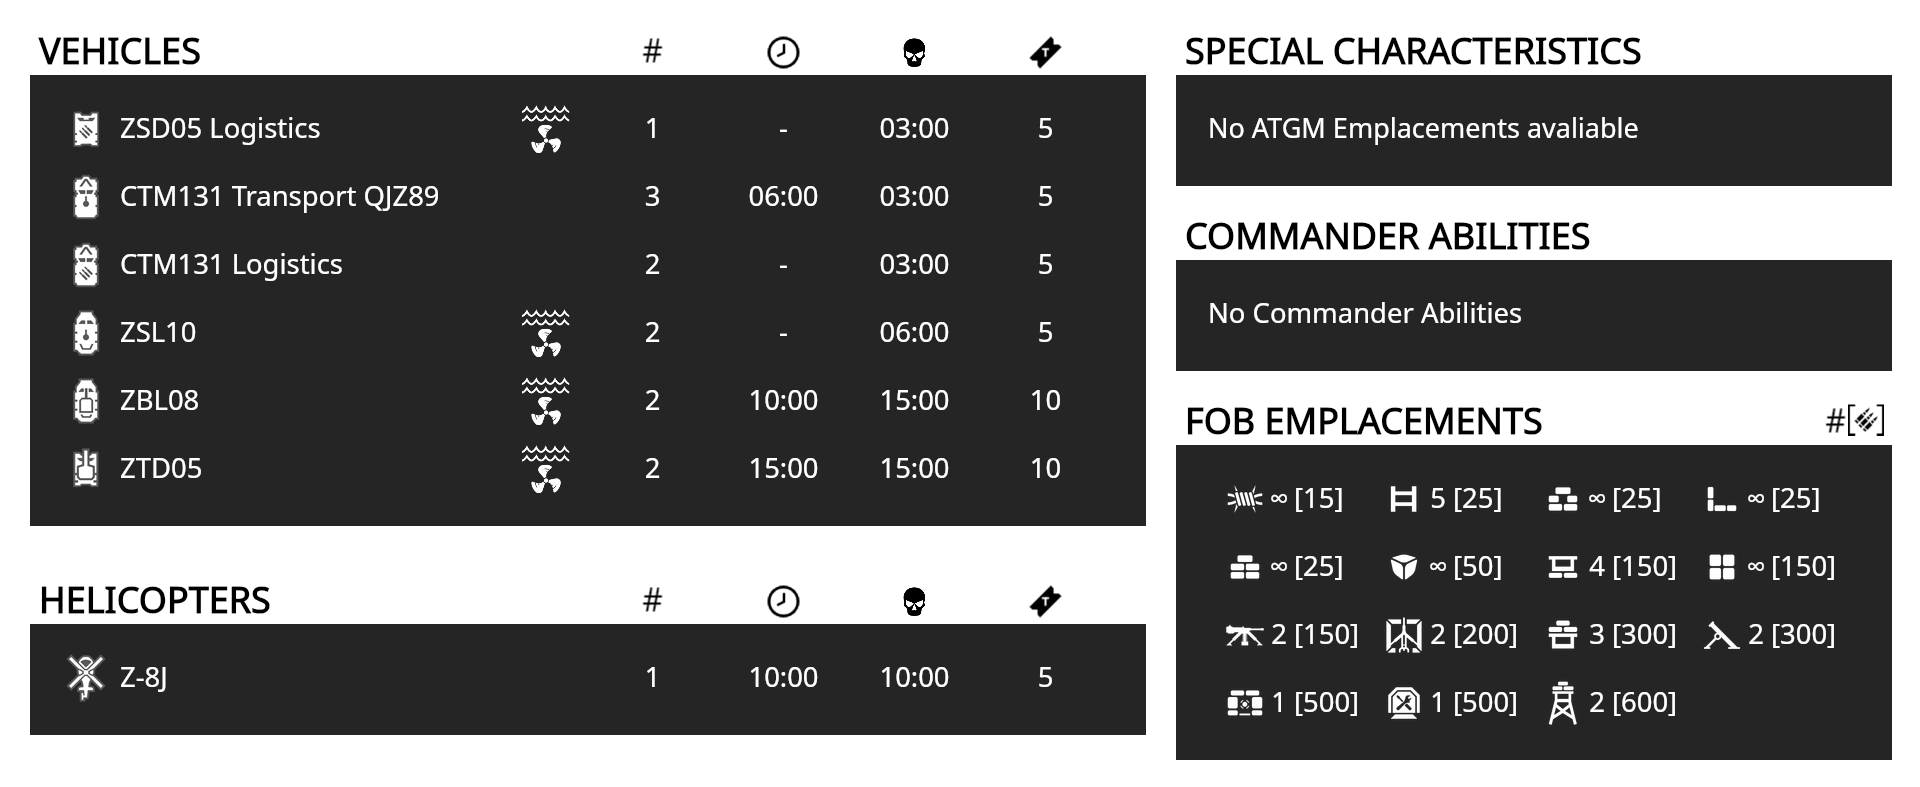 VEHICLES #
ZSD05 Logistics 1 - 03:00 5
CTM131 Transport QJZ89 3 06:00 03:00 5
CTM131 Logistics 2 - 03:00 5
ZSL10 2 - 06:00 5
ZBL08 2 10:00 15:00 10
ZTD05 2 15:00 15:00 10
HELICOPTERS #
Z-8J 1 10:00 10:00 5
SPECIAL CHARACTERISTICS
No ATGM Emplacements avaliable
COMMANDER ABILITIES
No Commander Abilities
FOB EMPLACEMENTS #[ ]
∞ [15] 5 [25] ∞ [25] ∞ [25]
∞ [25] ∞ [50] 4 [150] ∞ [150]
2 [150] 2 [200] 3 [300] 2 [300]
1 [500] 1 [500] 2 [600]